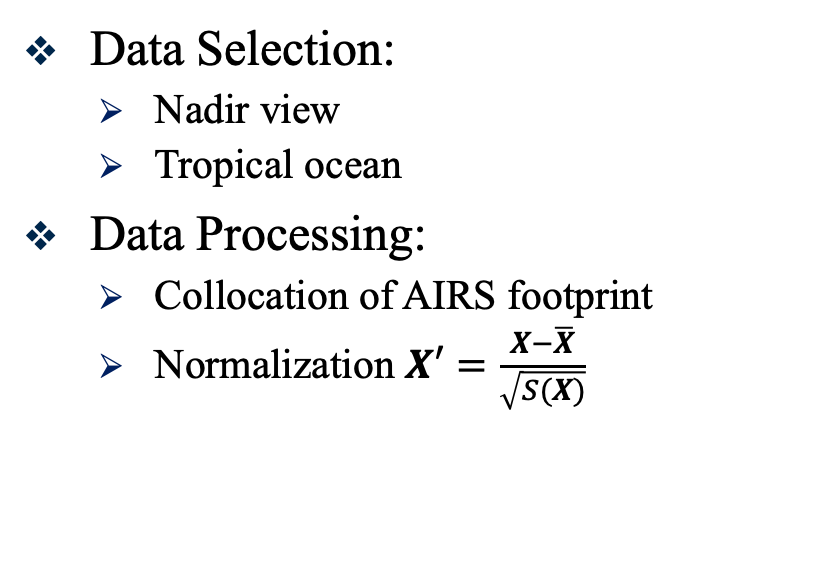 ❖ Data Selection:
➢ Nadir view
➢ Tropical ocean
❖ Data Processing:
➢ Collocation of AIRS footprint
➢ Normalization X′ = (X−X̅)/√S(X)